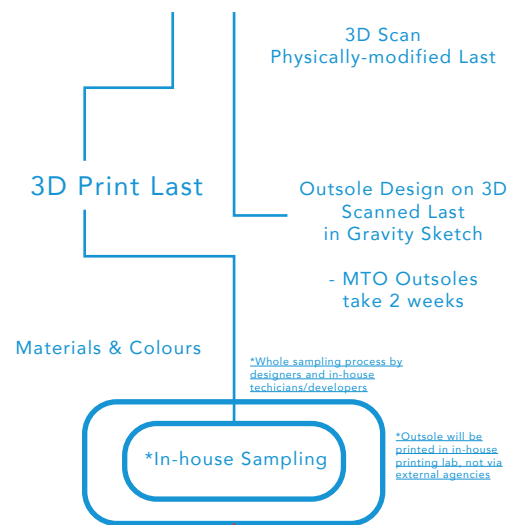 3D Scan
Physically-modified Last
3D Print Last
Outsole Design on 3D
Scanned Last
in Gravity Sketch
- MTO Outsoles
take 2 weeks
Materials & Colours
*Whole sampling process by
designers and in-house
techicians/developers
*In-house Sampling
*Outsole will be
printed in in-house
printing lab, not via
external agencies